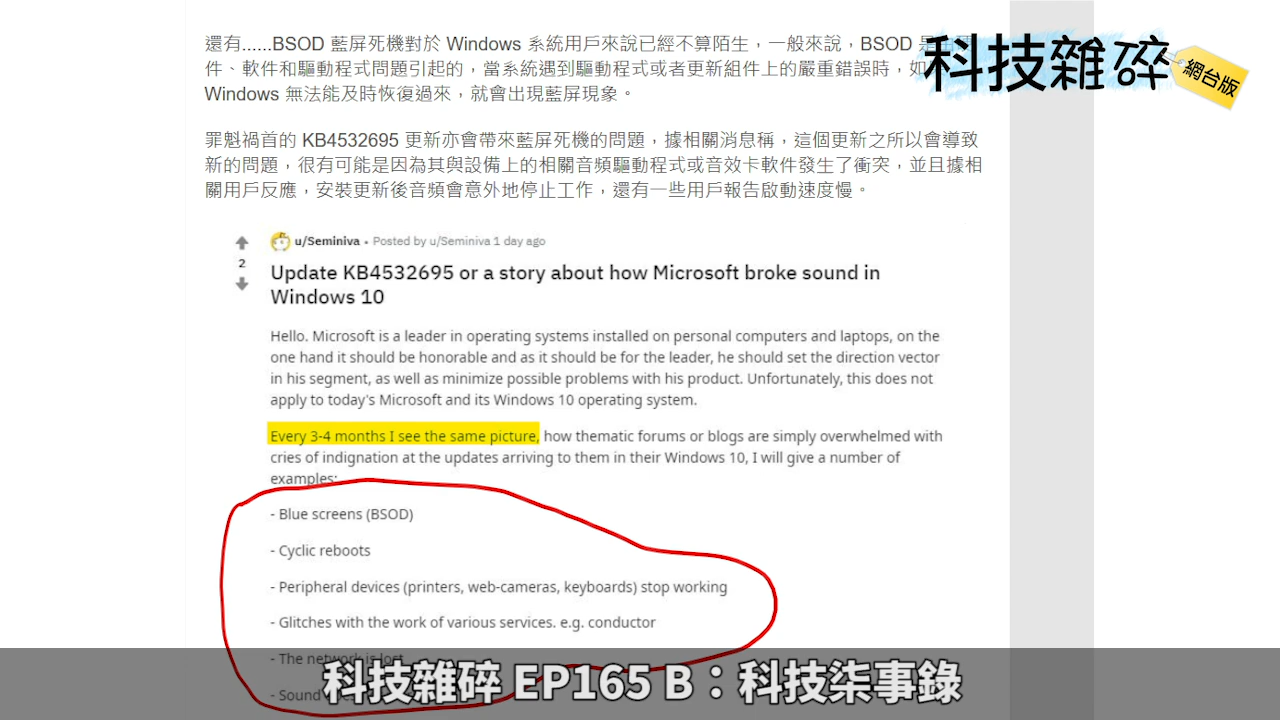 還有......BSOD 藍屏死機對於 Windows 系統用戶來說已經不算陌生，一般來說，BSOD 是
件、軟件和驅動程式問題引起的，當系統遇到驅動程式或者更新組件上的嚴重錯誤時，如
Windows 無法能及時恢復過來，就會出現藍屏現象。
科技雜碎
網台版
罪魁禍首的 KB4532695 更新亦會帶來藍屏死機的問題，據相關消息稱，這個更新之所以會導致
新的問題，很有可能是因為其與設備上的相關音頻驅動程式或音效卡軟件發生了衝突，並且據相
關用戶反應，安裝更新後音頻會意外地停止工作，還有一些用戶報告啟動速度慢。
u/Seminiva • Posted by u/Seminiva 1 day ago
2
Update KB4532695 or a story about how Microsoft broke sound in
Windows 10
Hello. Microsoft is a leader in operating systems installed on personal computers and laptops, on the
one hand it should be honorable and as it should be for the leader, he should set the direction vector
in his segment, as well as minimize possible problems with his product. Unfortunately, this does not
apply to today's Microsoft and its Windows 10 operating system.
Every 3-4 months I see the same picture, how thematic forums or blogs are simply overwhelmed with
cries of indignation at the updates arriving to them in their Windows 10, I will give a number of
examples:
- Blue screens (BSOD)
- Cyclic reboots
- Peripheral devices (printers, web-cameras, keyboards) stop working
- Glitches with the work of various services. e.g. conductor
- The network is lost
- Sound
科技雜碎 EP165 B：科技柒事錄